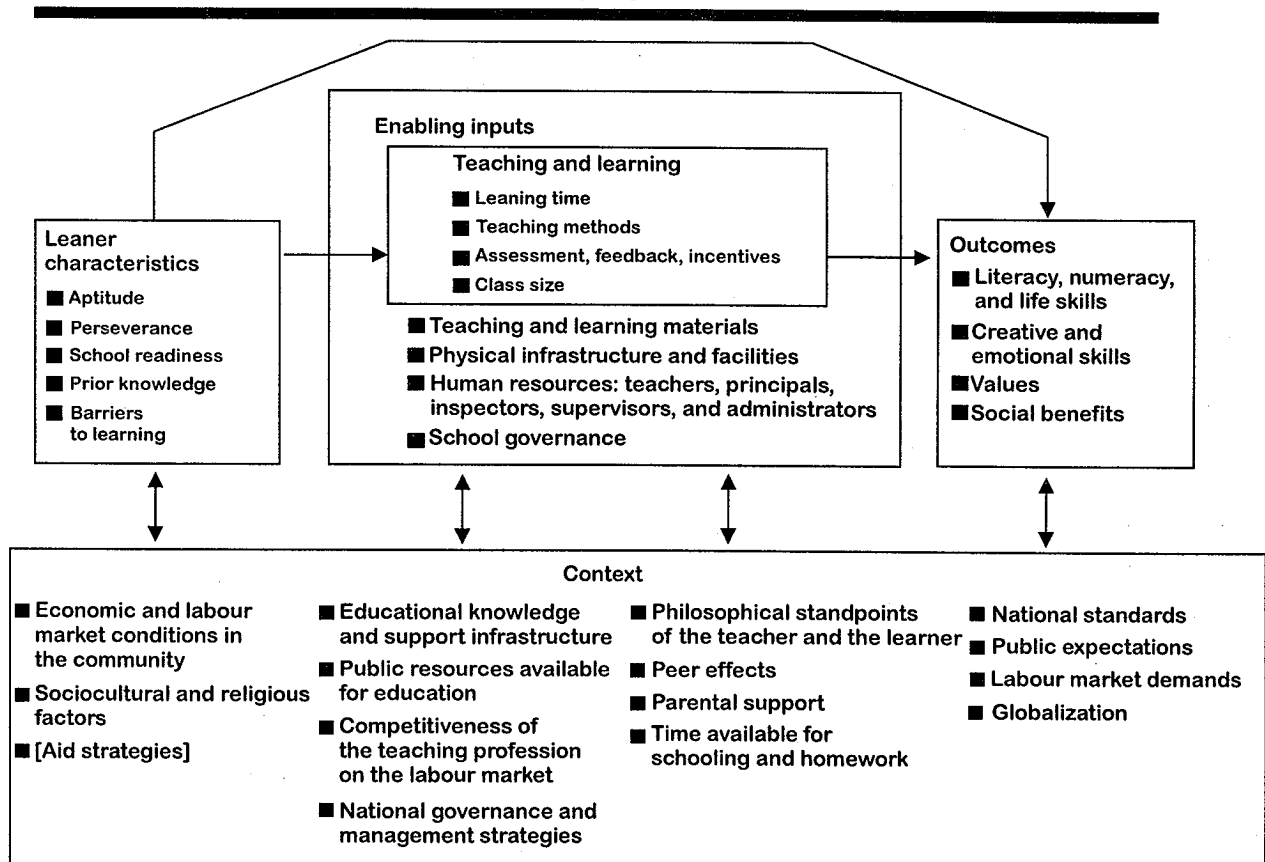 Enabling inputs
Teaching and learning
■ Leaning time
■ Teaching methods
■ Assessment, feedback, incentives
■ Class size
■ Teaching and learning materials
■ Physical infrastructure and facilities
■ Human resources: teachers, principals,
inspectors, supervisors, and administrators
■ School governance
Leaner
characteristics
■ Aptitude
■ Perseverance
■ School readiness
■ Prior knowledge
■ Barriers
to learning
Outcomes
■ Literacy, numeracy,
and life skills
■ Creative and
emotional skills
■ Values
■ Social benefits
Context
■ Economic and labour
market conditions in
the community
■ Sociocultural and religious
factors
■ [Aid strategies]
■ Educational knowledge
and support infrastructure
■ Public resources available
for education
■ Competitiveness of
the teaching profession
on the labour market
■ National governance and
management strategies
■ Philosophical standpoints
of the teacher and the learner
■ Peer effects
■ Parental support
■ Time available for
schooling and homework
■ National standards
■ Public expectations
■ Labour market demands
■ Globalization